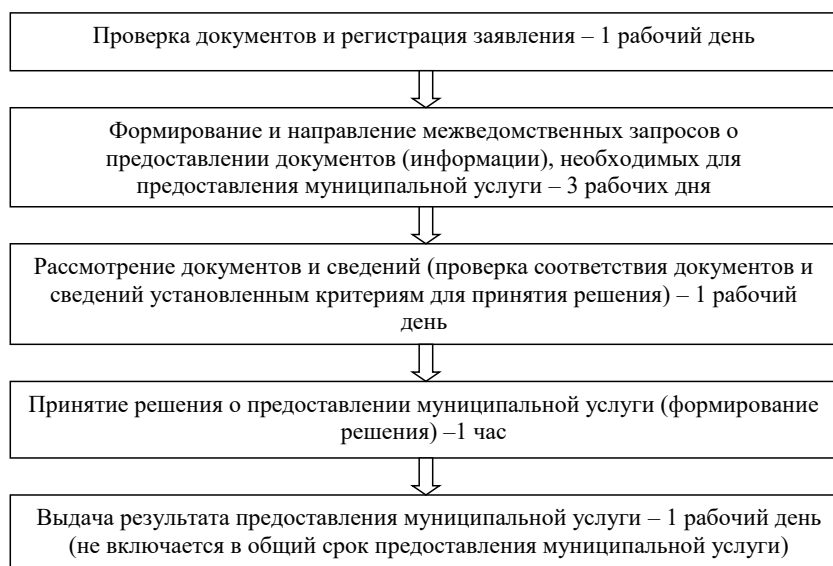 Проверка документов и регистрация заявления – 1 рабочий день
Формирование и направление межведомственных запросов о
предоставлении документов (информации), необходимых для
предоставления муниципальной услуги – 3 рабочих дня
Рассмотрение документов и сведений (проверка соответствия документов и
сведений установленным критериям для принятия решения) – 1 рабочий
день
Принятие решения о предоставлении муниципальной услуги (формирование
решения) –1 час
Выдача результата предоставления муниципальной услуги – 1 рабочий день
(не включается в общий срок предоставления муниципальной услуги)